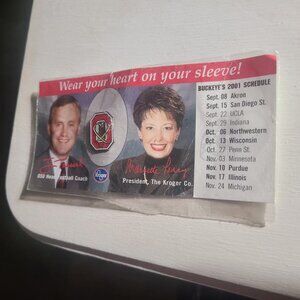 Wear your heart on your sleeve!
BUCKEYE'S 2001 SCHEDULE
Sept. 08 Akron
Sept. 15 San Diego St.
Sept. 22 UCLA
Sept. 29 Indiana
Oct. 06 Northwestern
Oct. 13 Wisconsin
Oct. 27 Penn St.
Nov. 03 Minnesota
Nov. 10 Purdue
Nov. 17 Illinois
Nov. 24 Michigan
OSU Head Football Coach
Kroger
President, The Kroger Co.